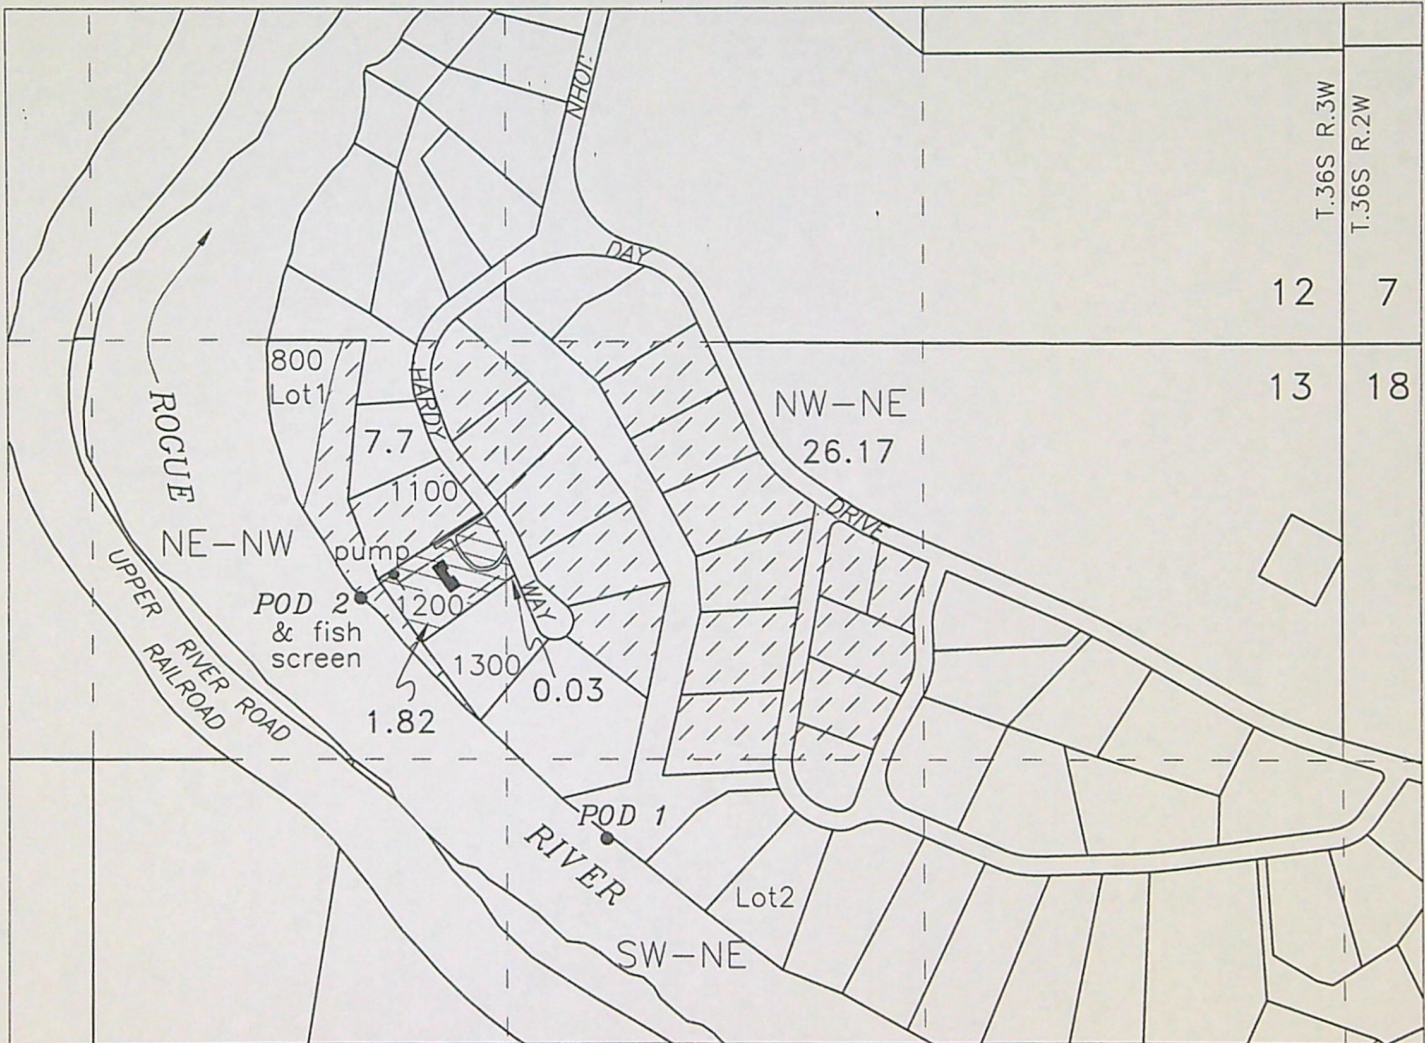 JOHN
DAY
DRIVE
T.36S R.3W
T.36S R.2W
12
7
13
18
800
Lot1
HARDY
WAY
7.7
1100
NW-NE
26.17
ROGUE
RIVER
NE-NW
pump
POD 2
& fish
screen
1200
1300
0.03
1.82
UPPER RIVER ROAD
RAILROAD
POD 1
Lot2
SW-NE